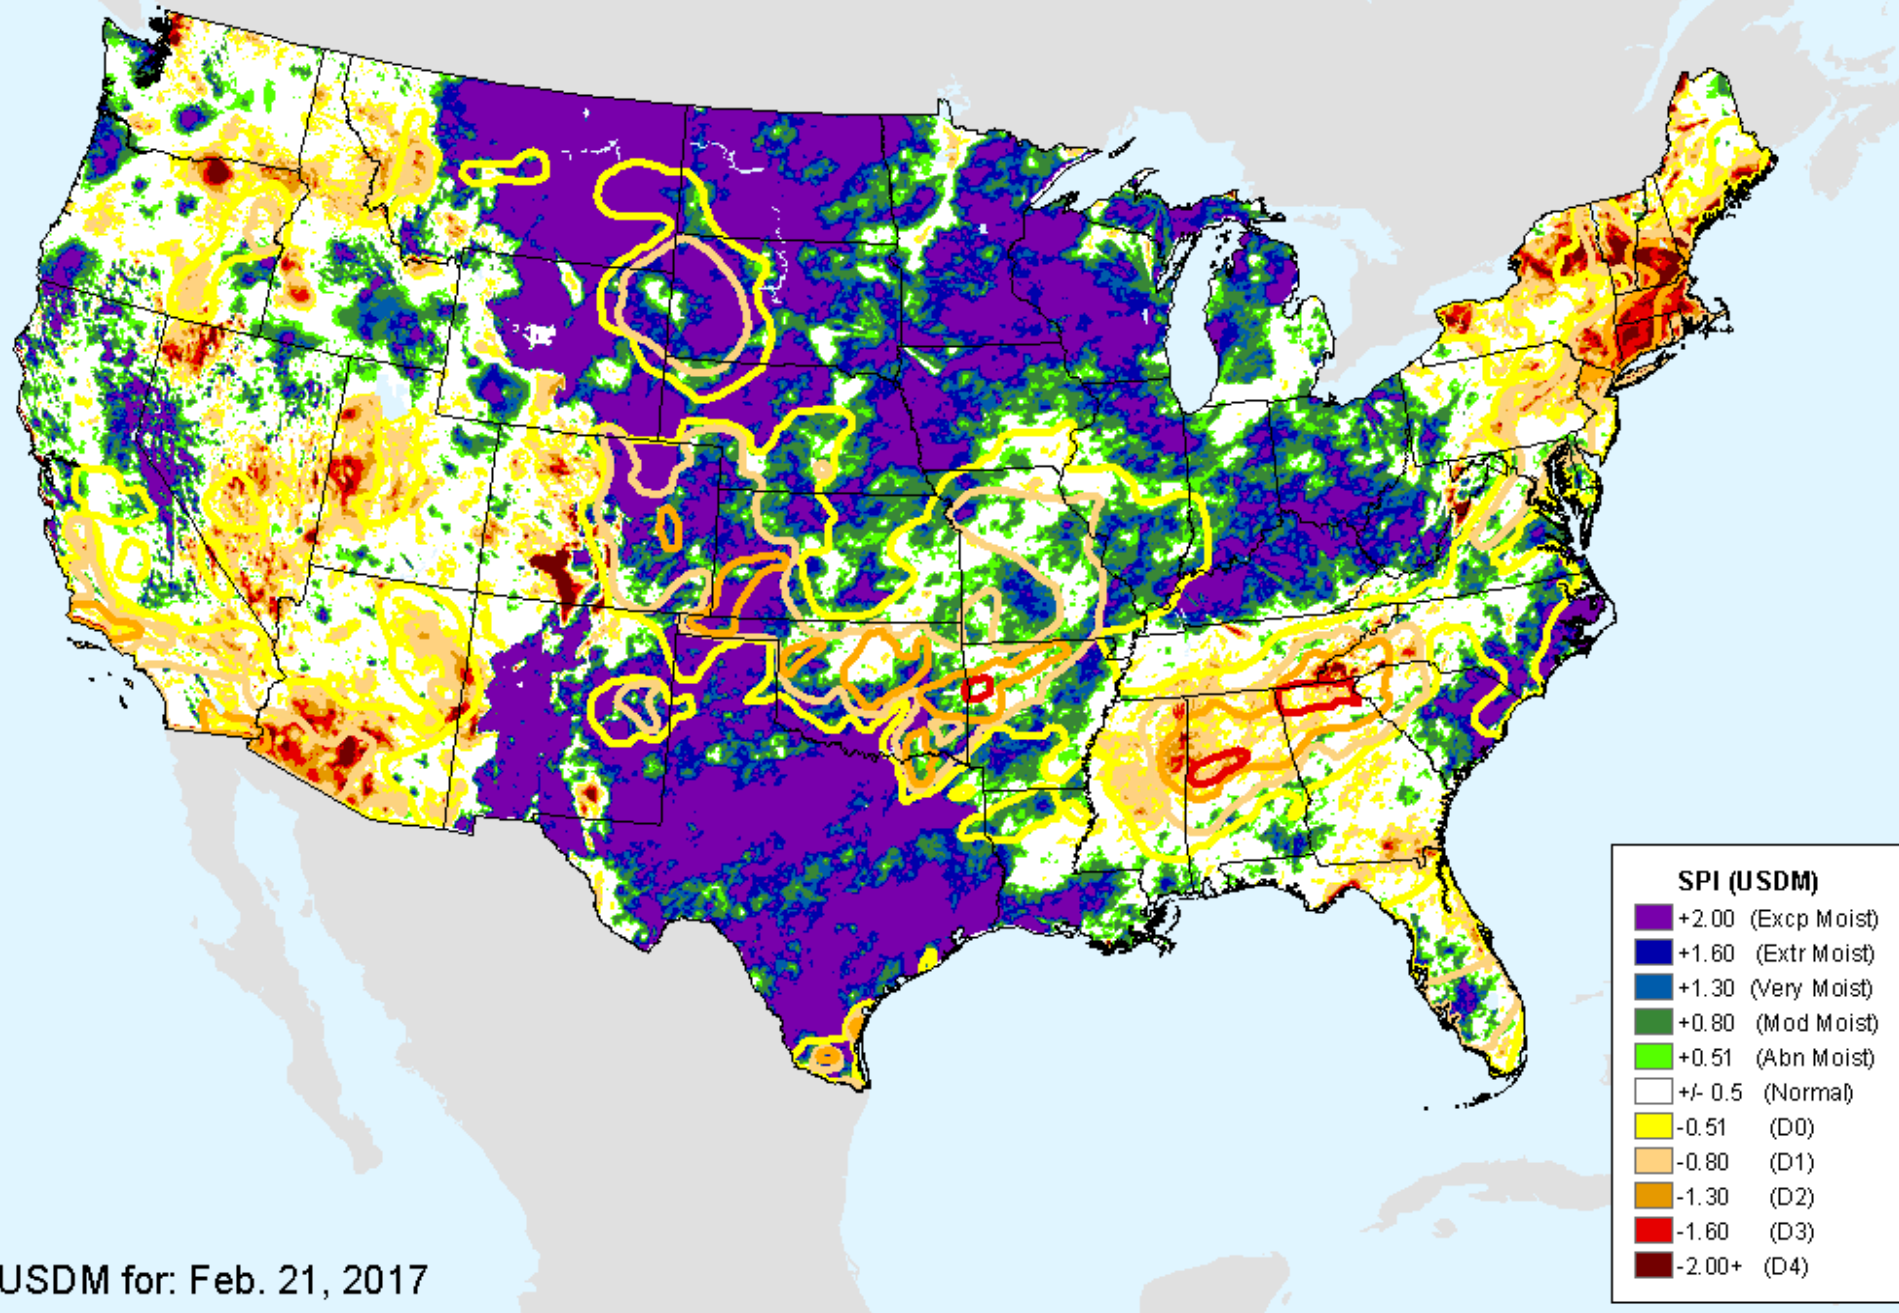 SPI (USDM)
+2.00 (Excp Moist)
+1.60 (Extr Moist)
+1.30 (Very Moist)
+0.80 (Mod Moist)
+0.51 (Abn Moist)
+/- 0.5 (Normal)
-0.51 (D0)
-0.80 (D1)
-1.30 (D2)
-1.60 (D3)
-2.00+ (D4)
USDM for: Feb. 21, 2017